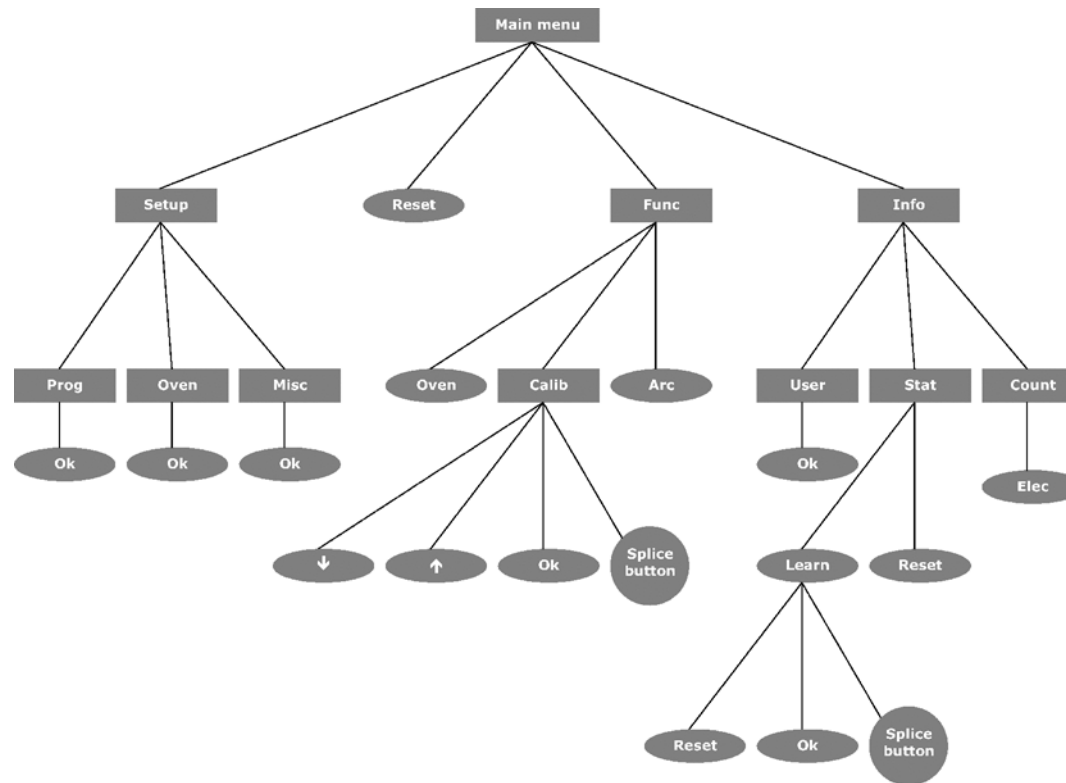 Main menu
Setup
Reset
Func
Info
Prog
Oven
Misc
Oven
Calib
Arc
User
Stat
Count
Ok
Ok
Ok
Ok
Elec
↓
↑
Ok
Splice
button
Learn
Reset
Reset
Ok
Splice
button